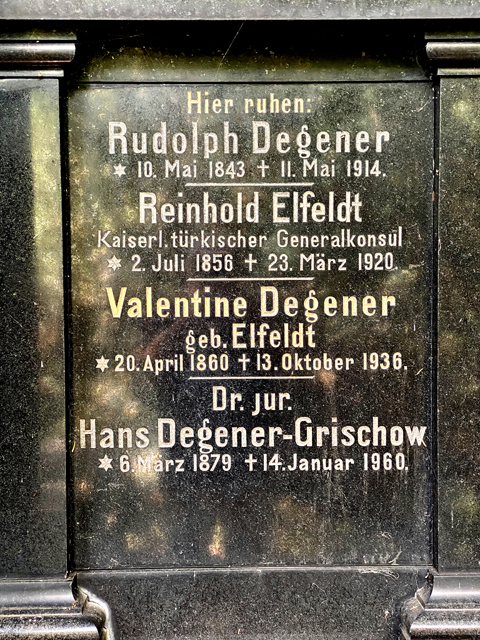 Hier ruhen:
Rudolph Degener
✶ 10. Mai 1843 ✝ 11. Mai 1914.
Reinhold Elfeldt
Kaiserl. türkischer Generalkonsul
✶ 2. Juli 1856 ✝ 23. März 1920.
Valentine Degener
geb. Elfeldt
✶ 20. April 1860 ✝ 13. Oktober 1936.
Dr. jur.
Hans Degener-Grischow
✶ 6. März 1879 ✝ 14. Januar 1960.